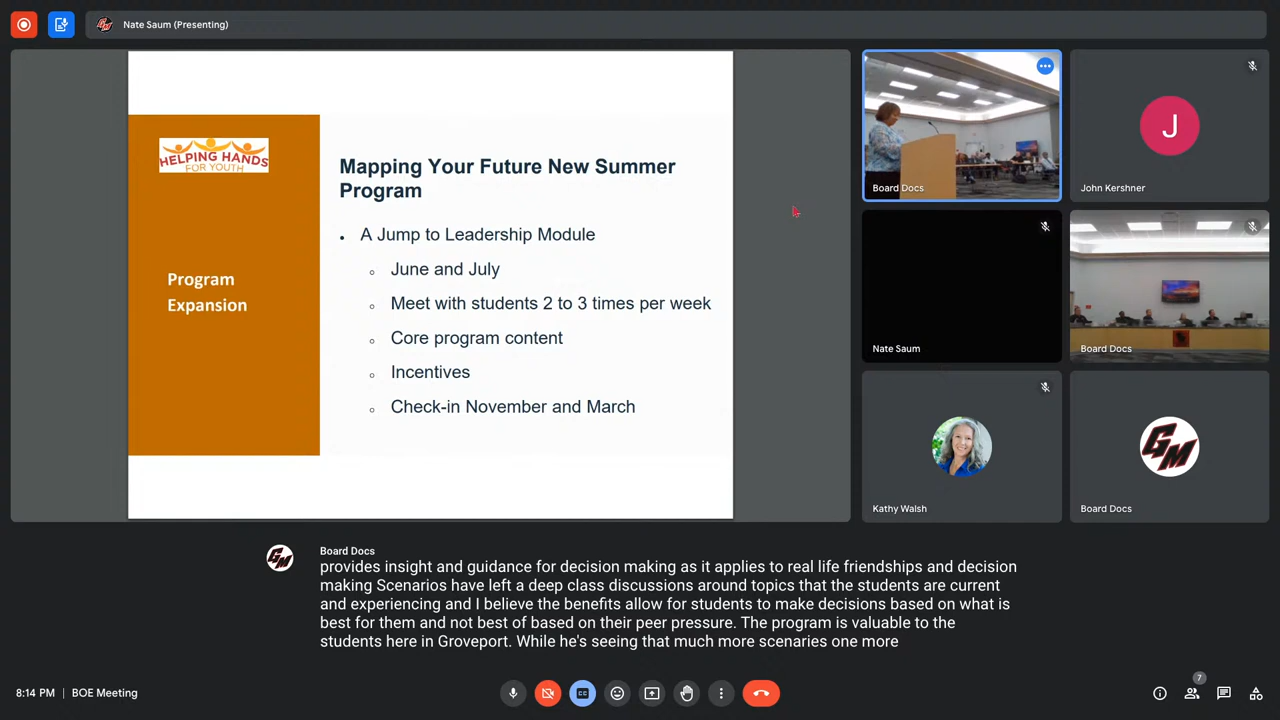 Nate Saum (Presenting)
HELPING HANDS
FOR YOUTH
Program
Expansion
Mapping Your Future New Summer
Program
• A Jump to Leadership Module
○ June and July
○ Meet with students 2 to 3 times per week
○ Core program content
○ Incentives
○ Check-in November and March
Board Docs
J
John Kershner
Nate Saum
Board Docs
Kathy Walsh
GM
Board Docs
GM
Board Docs
provides insight and guidance for decision making as it applies to real life friendships and decision
making Scenarios have left a deep class discussions around topics that the students are current
and experiencing and I believe the benefits allow for students to make decisions based on what is
best for them and not best of based on their peer pressure. The program is valuable to the
students here in Groveport. While he's seeing that much more scenaries one more
8:14 PM | BOE Meeting
CC
7